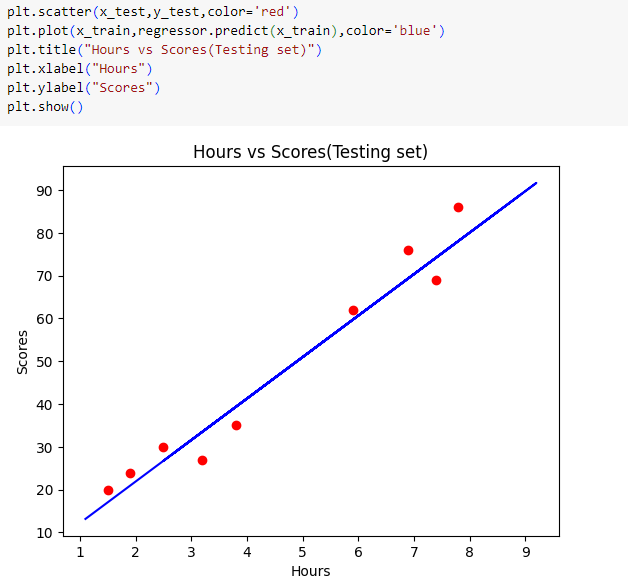 plt.scatter(x_test,y_test,color='red')
plt.plot(x_train,regressor.predict(x_train),color='blue')
plt.title("Hours vs Scores(Testing set)")
plt.xlabel("Hours")
plt.ylabel("Scores")
plt.show()
Hours vs Scores(Testing set)
90
80
70
60
50
40
30
20
10
Scores
1 2 3 4 5 6 7 8 9
Hours